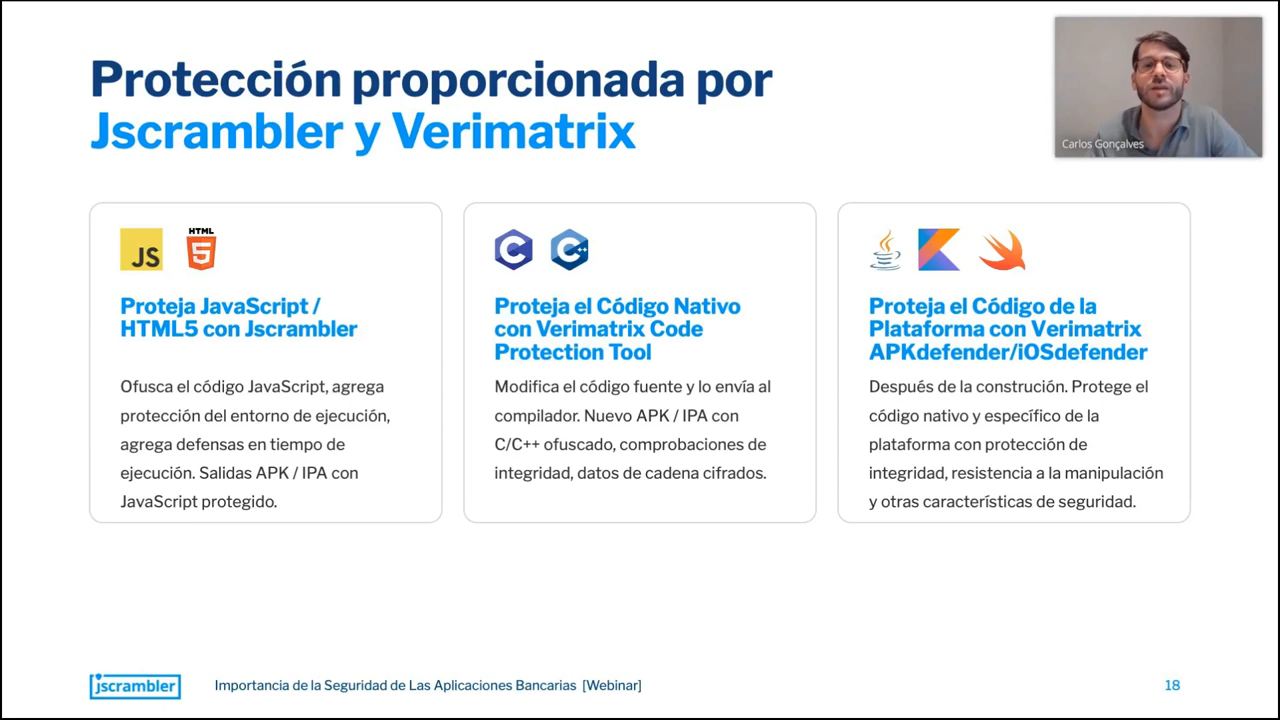 Protección proporcionada por
Jscrambler y Verimatrix
Carlos Gonçalves
JS
HTML
5
C
C++
Proteja JavaScript /
HTML5 con Jscrambler
Ofusca el código JavaScript, agrega
protección del entorno de ejecución,
agrega defensas en tiempo de
ejecución. Salidas APK / IPA con
JavaScript protegido.
Proteja el Código Nativo
con Verimatrix Code
Protection Tool
Modifica el código fuente y lo envía al
compilador. Nuevo APK / IPA con
C/C++ ofuscado, comprobaciones de
integridad, datos de cadena cifrados.
Proteja el Código de la
Plataforma con Verimatrix
APKdefender/iOSdefender
Después de la construción. Protege el
código nativo y específico de la
plataforma con protección de
integridad, resistencia a la manipulación
y otras características de seguridad.
jscrambler
Importancia de la Seguridad de Las Aplicaciones Bancarias [Webinar]
18